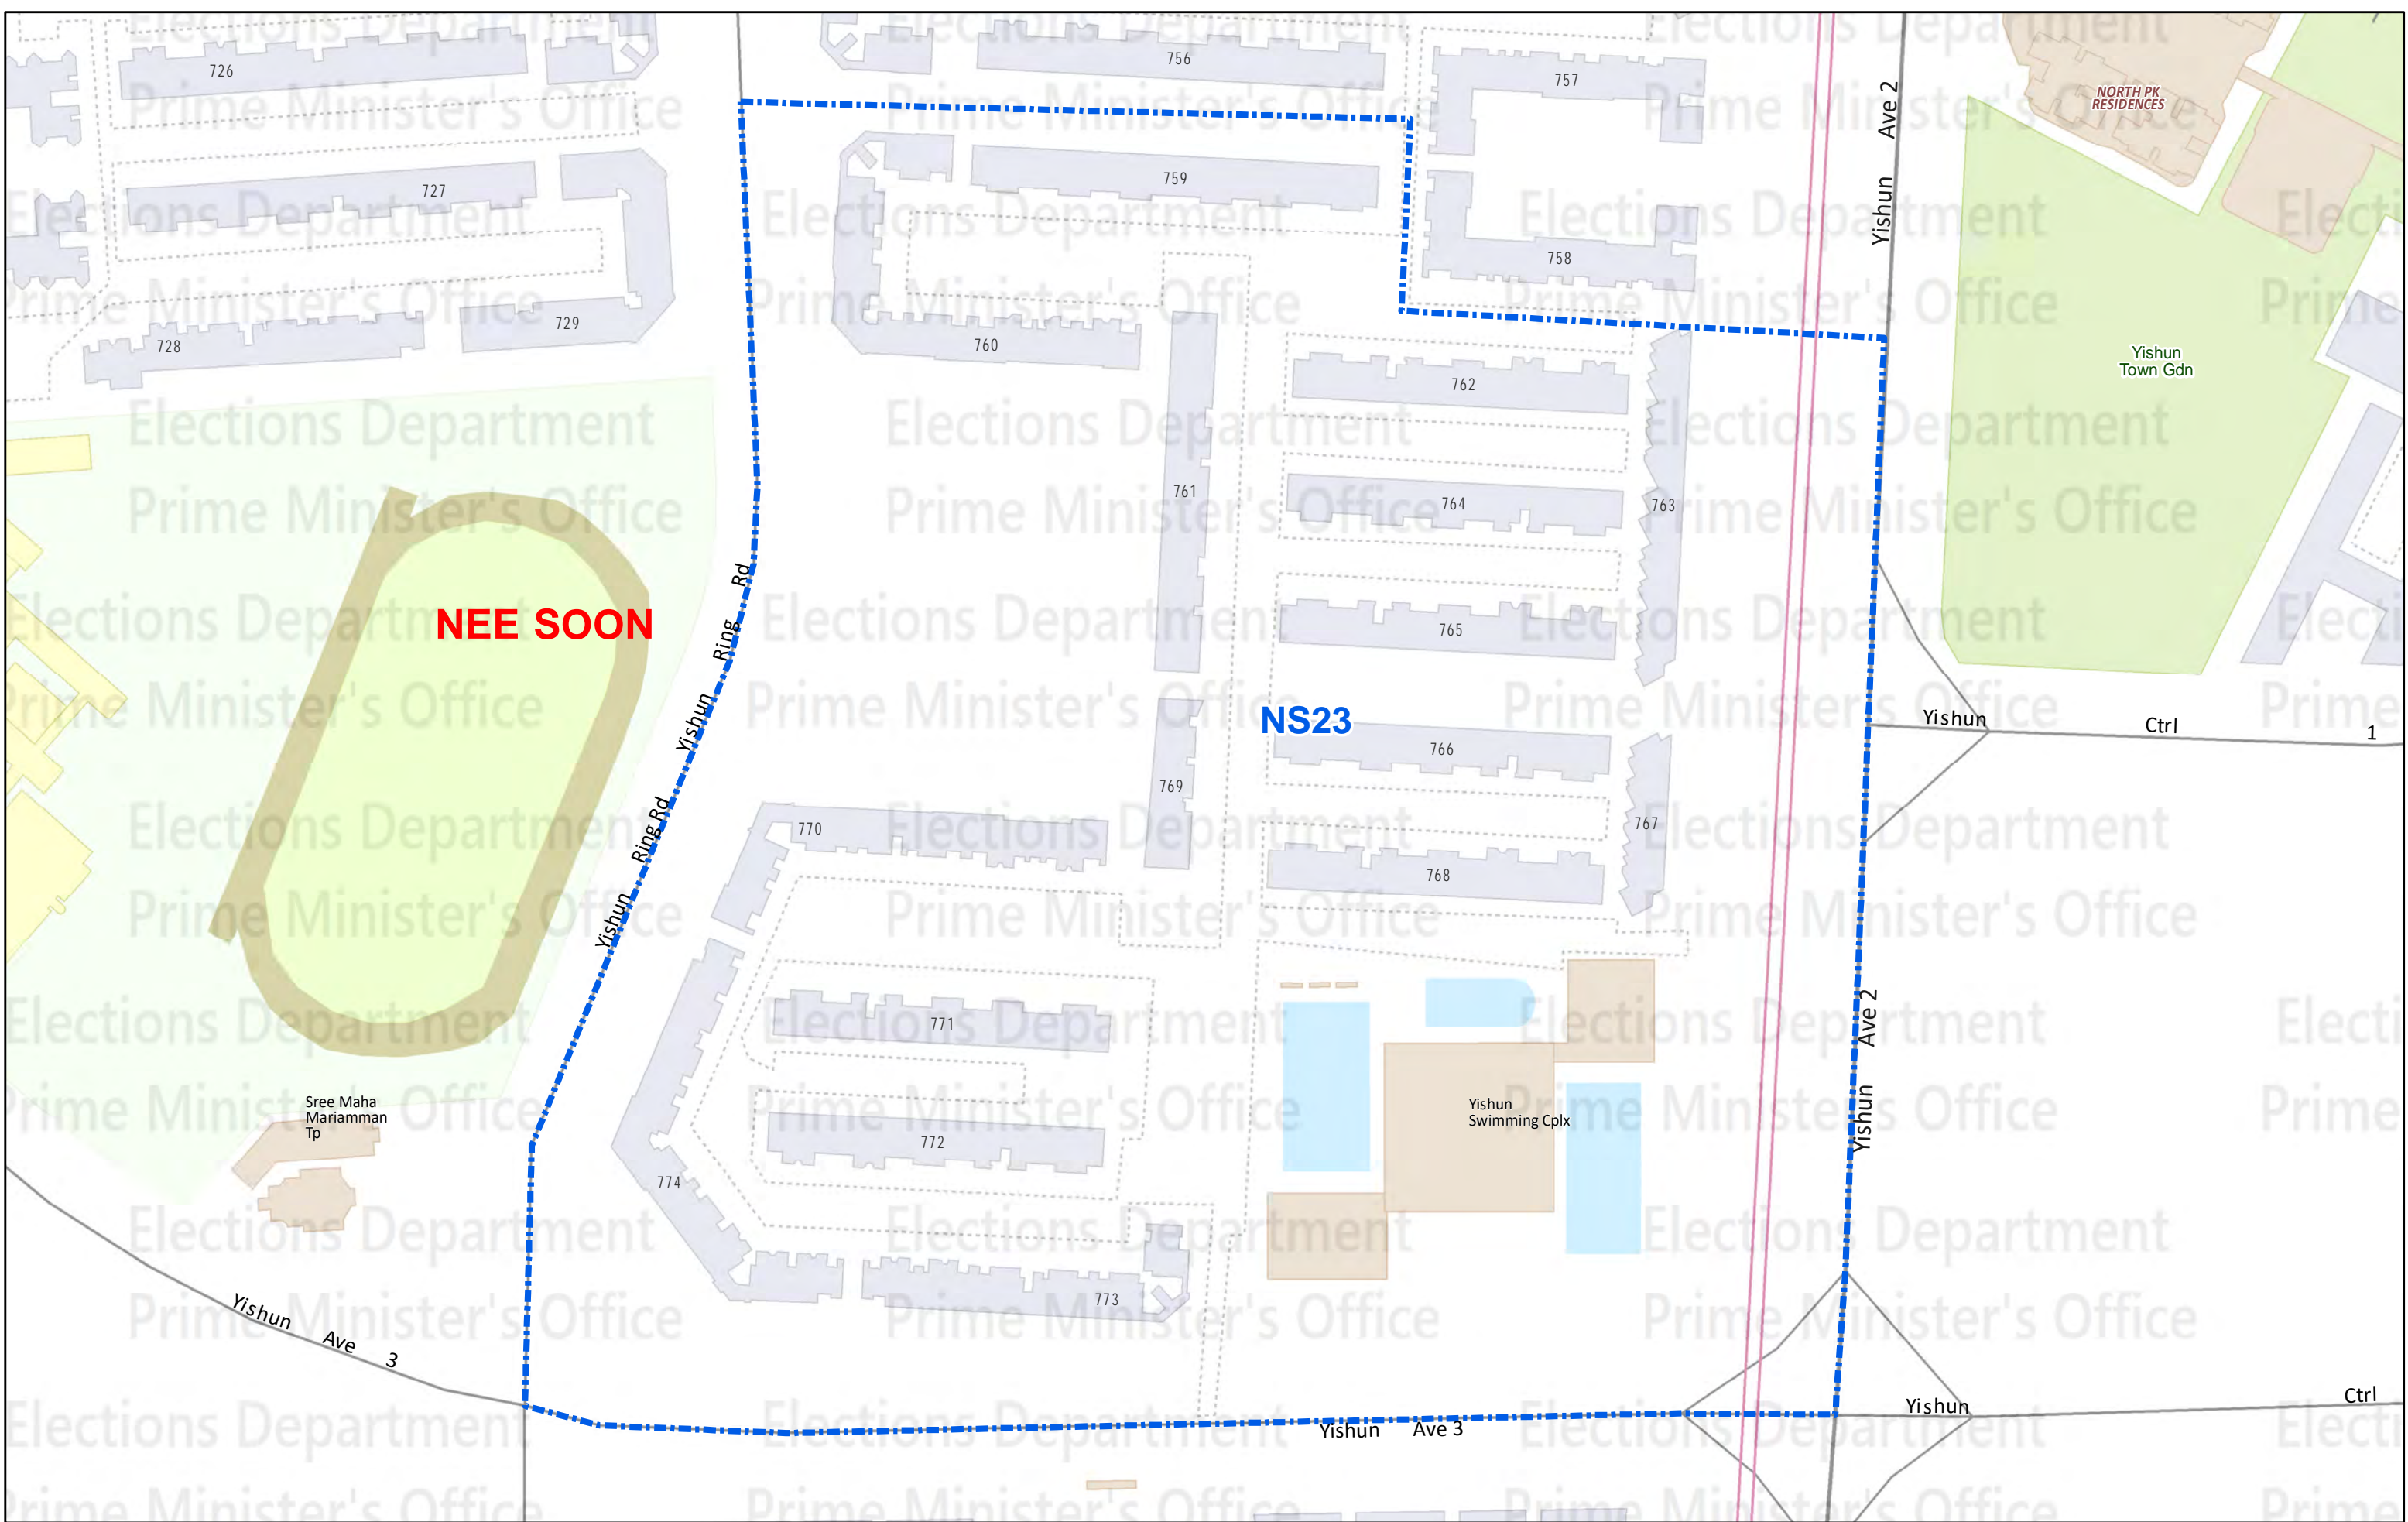 726
756
757
Yishun Ave 2
NORTH PK
RESIDENCES
727
759
758
728
729
760
762
Yishun
Town Gdn
761
764
763
NEE SOON
Yishun Ring Rd
765
NS23
766
Yishun Ctrl 1
769
767
770
Yishun Ring Rd
768
771
Yishun Ave 2
Sree Maha
Mariamman
Tp
Yishun
Swimming Cplx
772
774
773
Yishun Ave 3
Yishun Ave 3
Yishun Ctrl
Elections Department
Prime Minister's Office